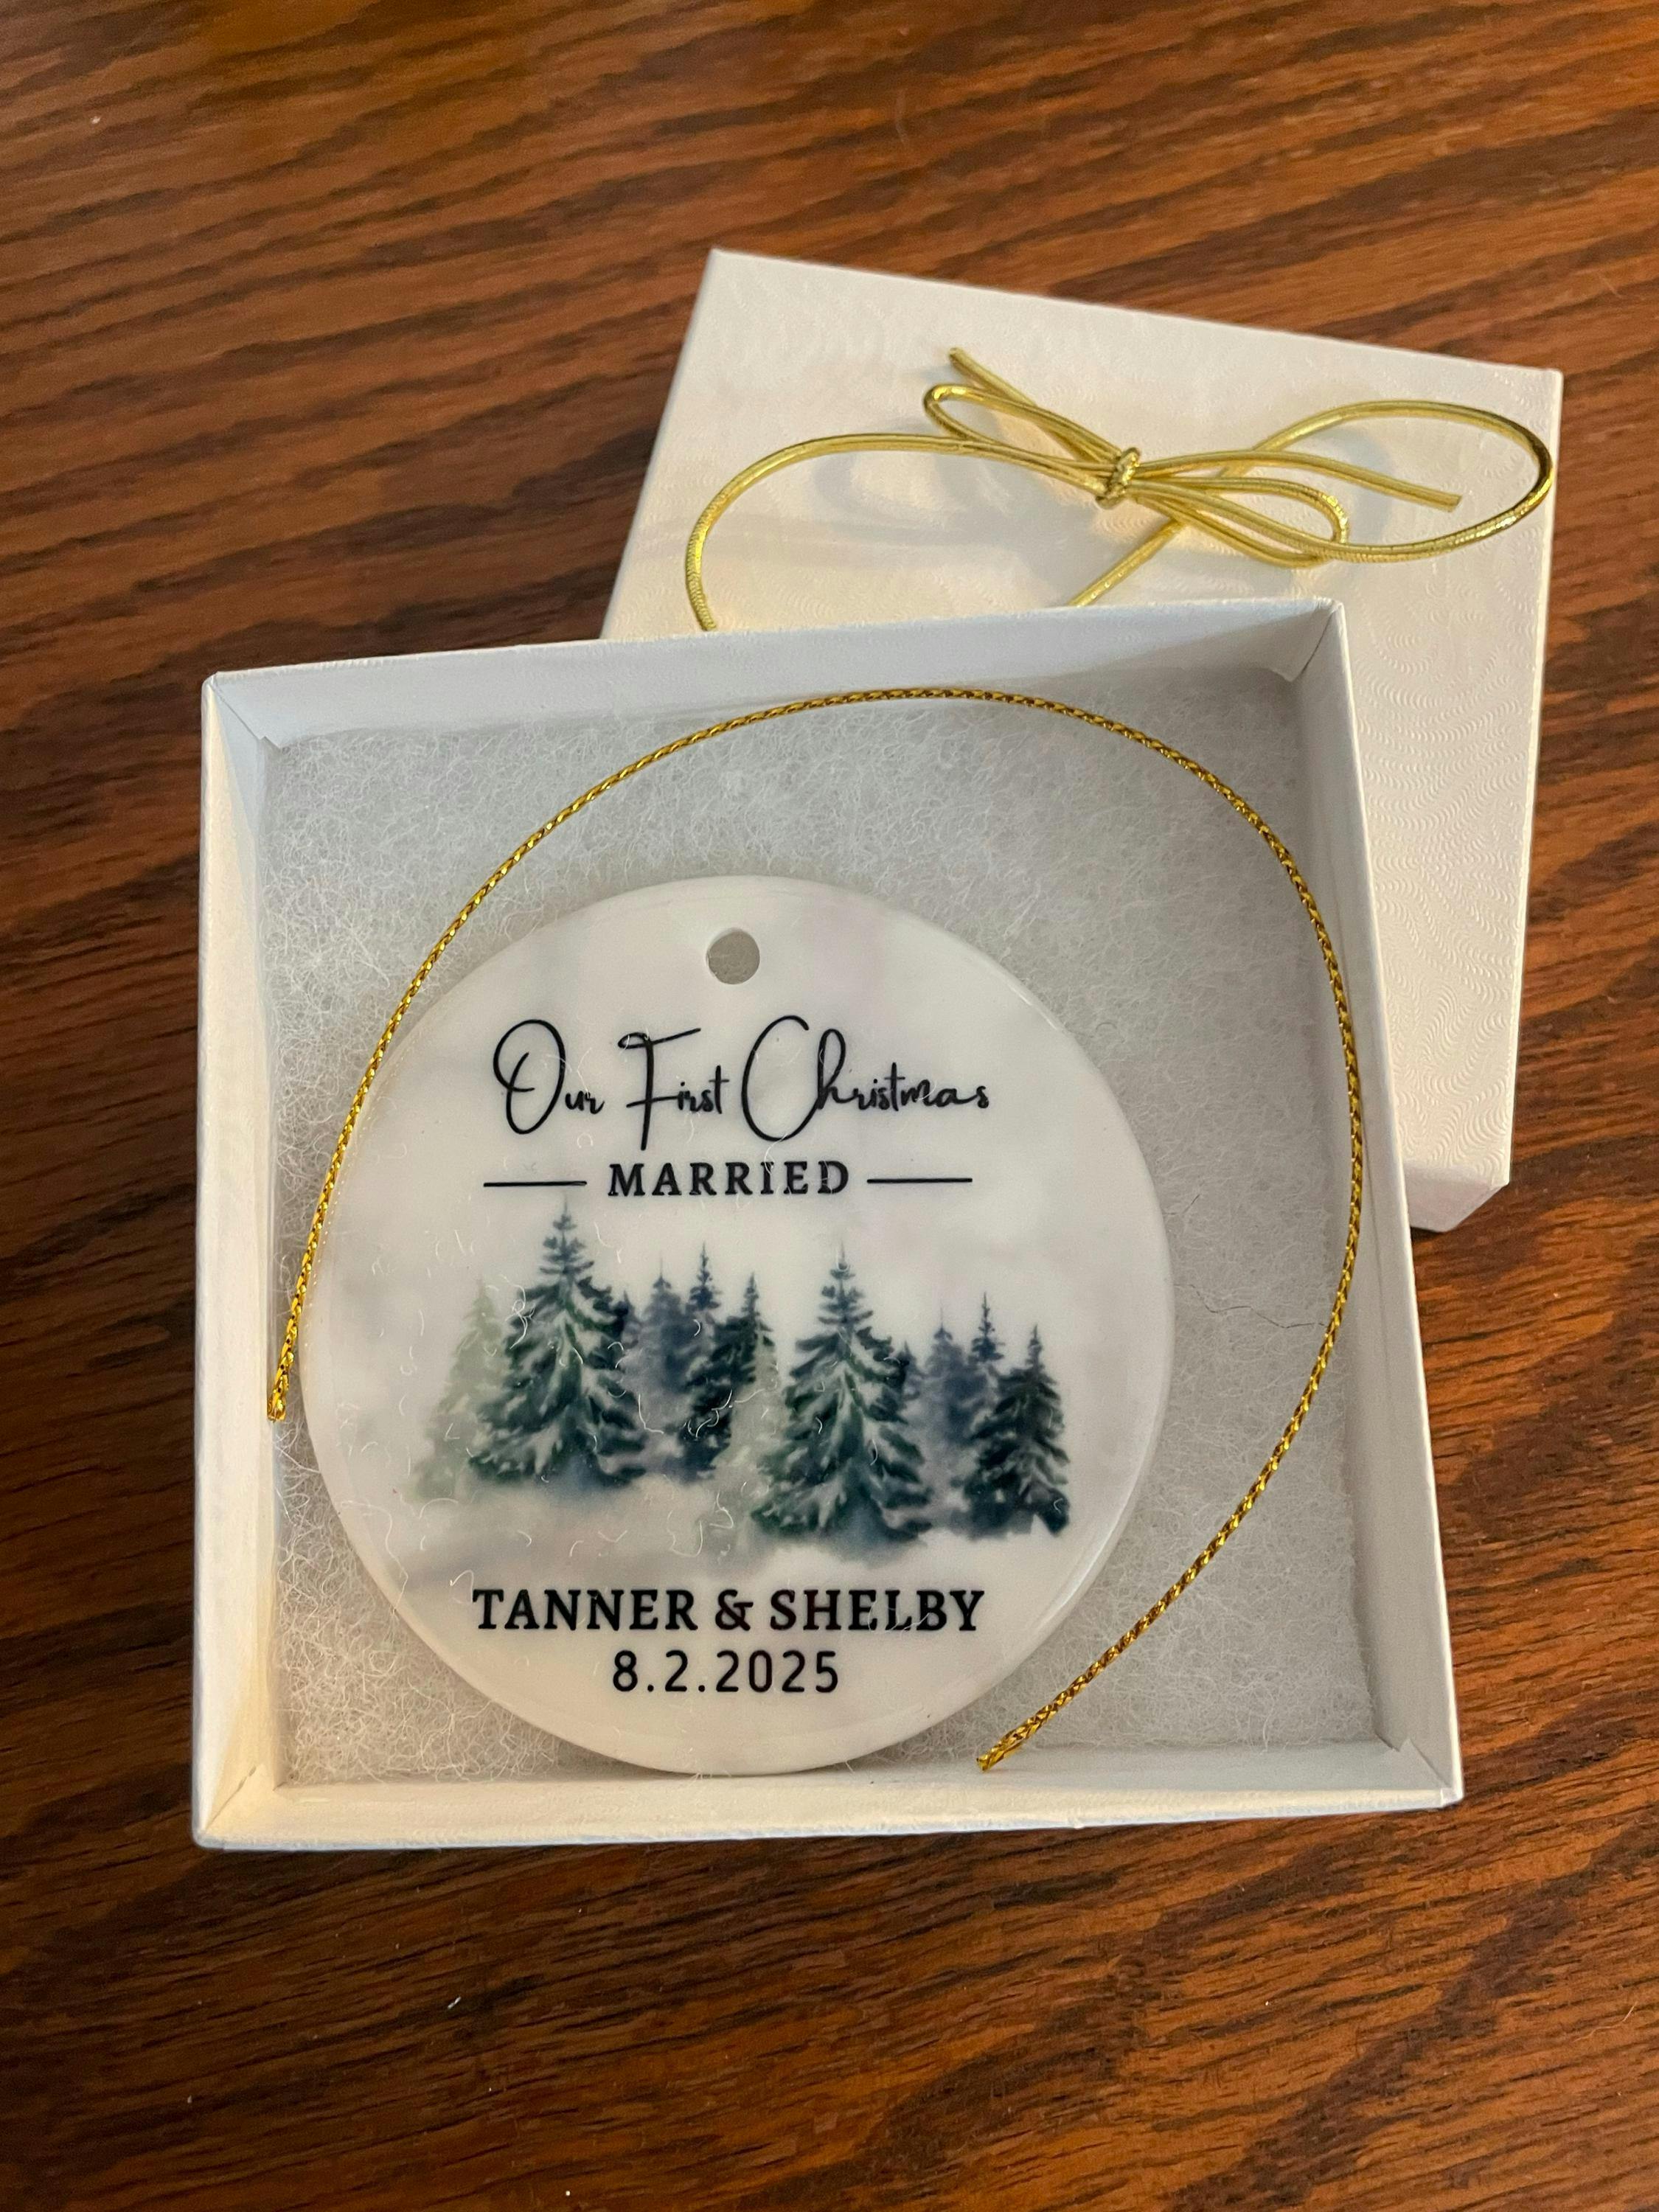 Our First Christmas
MARRIED
TANNER & SHELBY
8.2.2025